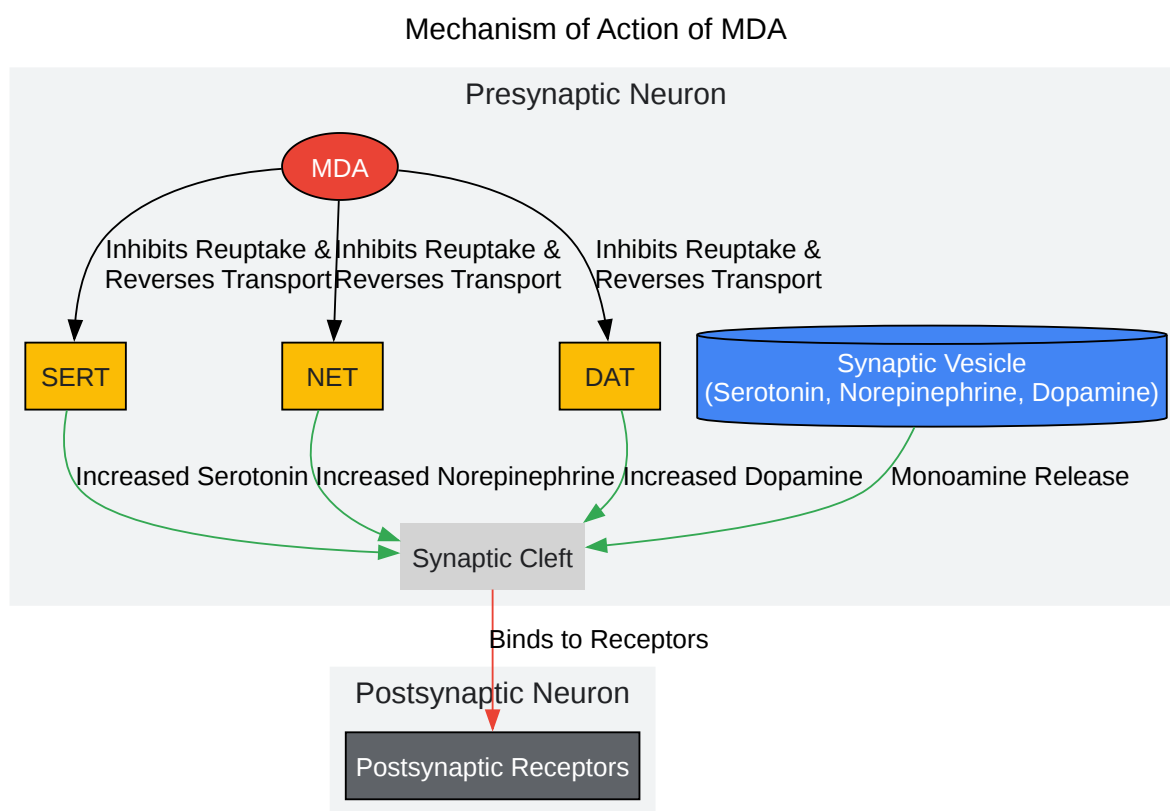 Mechanism of Action of MDA
Presynaptic Neuron
MDA
Inhibits Reuptake &
Reverses Transport
Inhibits Reuptake &
Reverses Transport
Inhibits Reuptake &
Reverses Transport
SERT
NET
DAT
Synaptic Vesicle
(Serotonin, Norepinephrine, Dopamine)
Increased Serotonin
Increased Norepinephrine
Increased Dopamine
Monoamine Release
Synaptic Cleft
Binds to Receptors
Postsynaptic Neuron
Postsynaptic Receptors